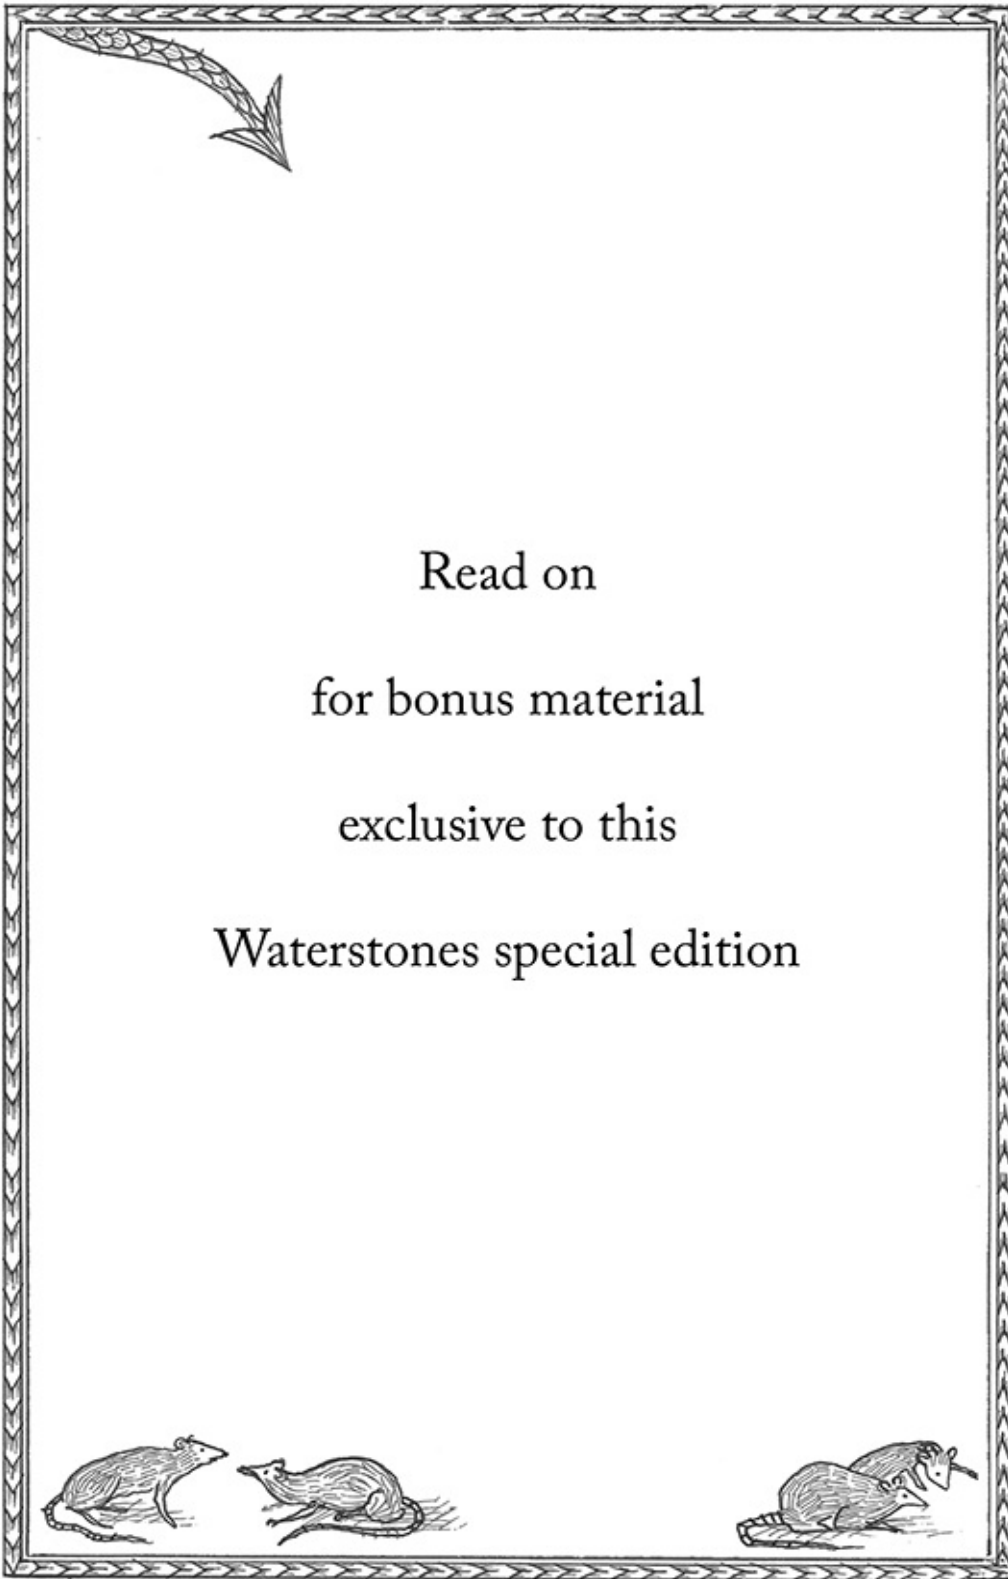 Read on
for bonus material
exclusive to this
Waterstones special edition